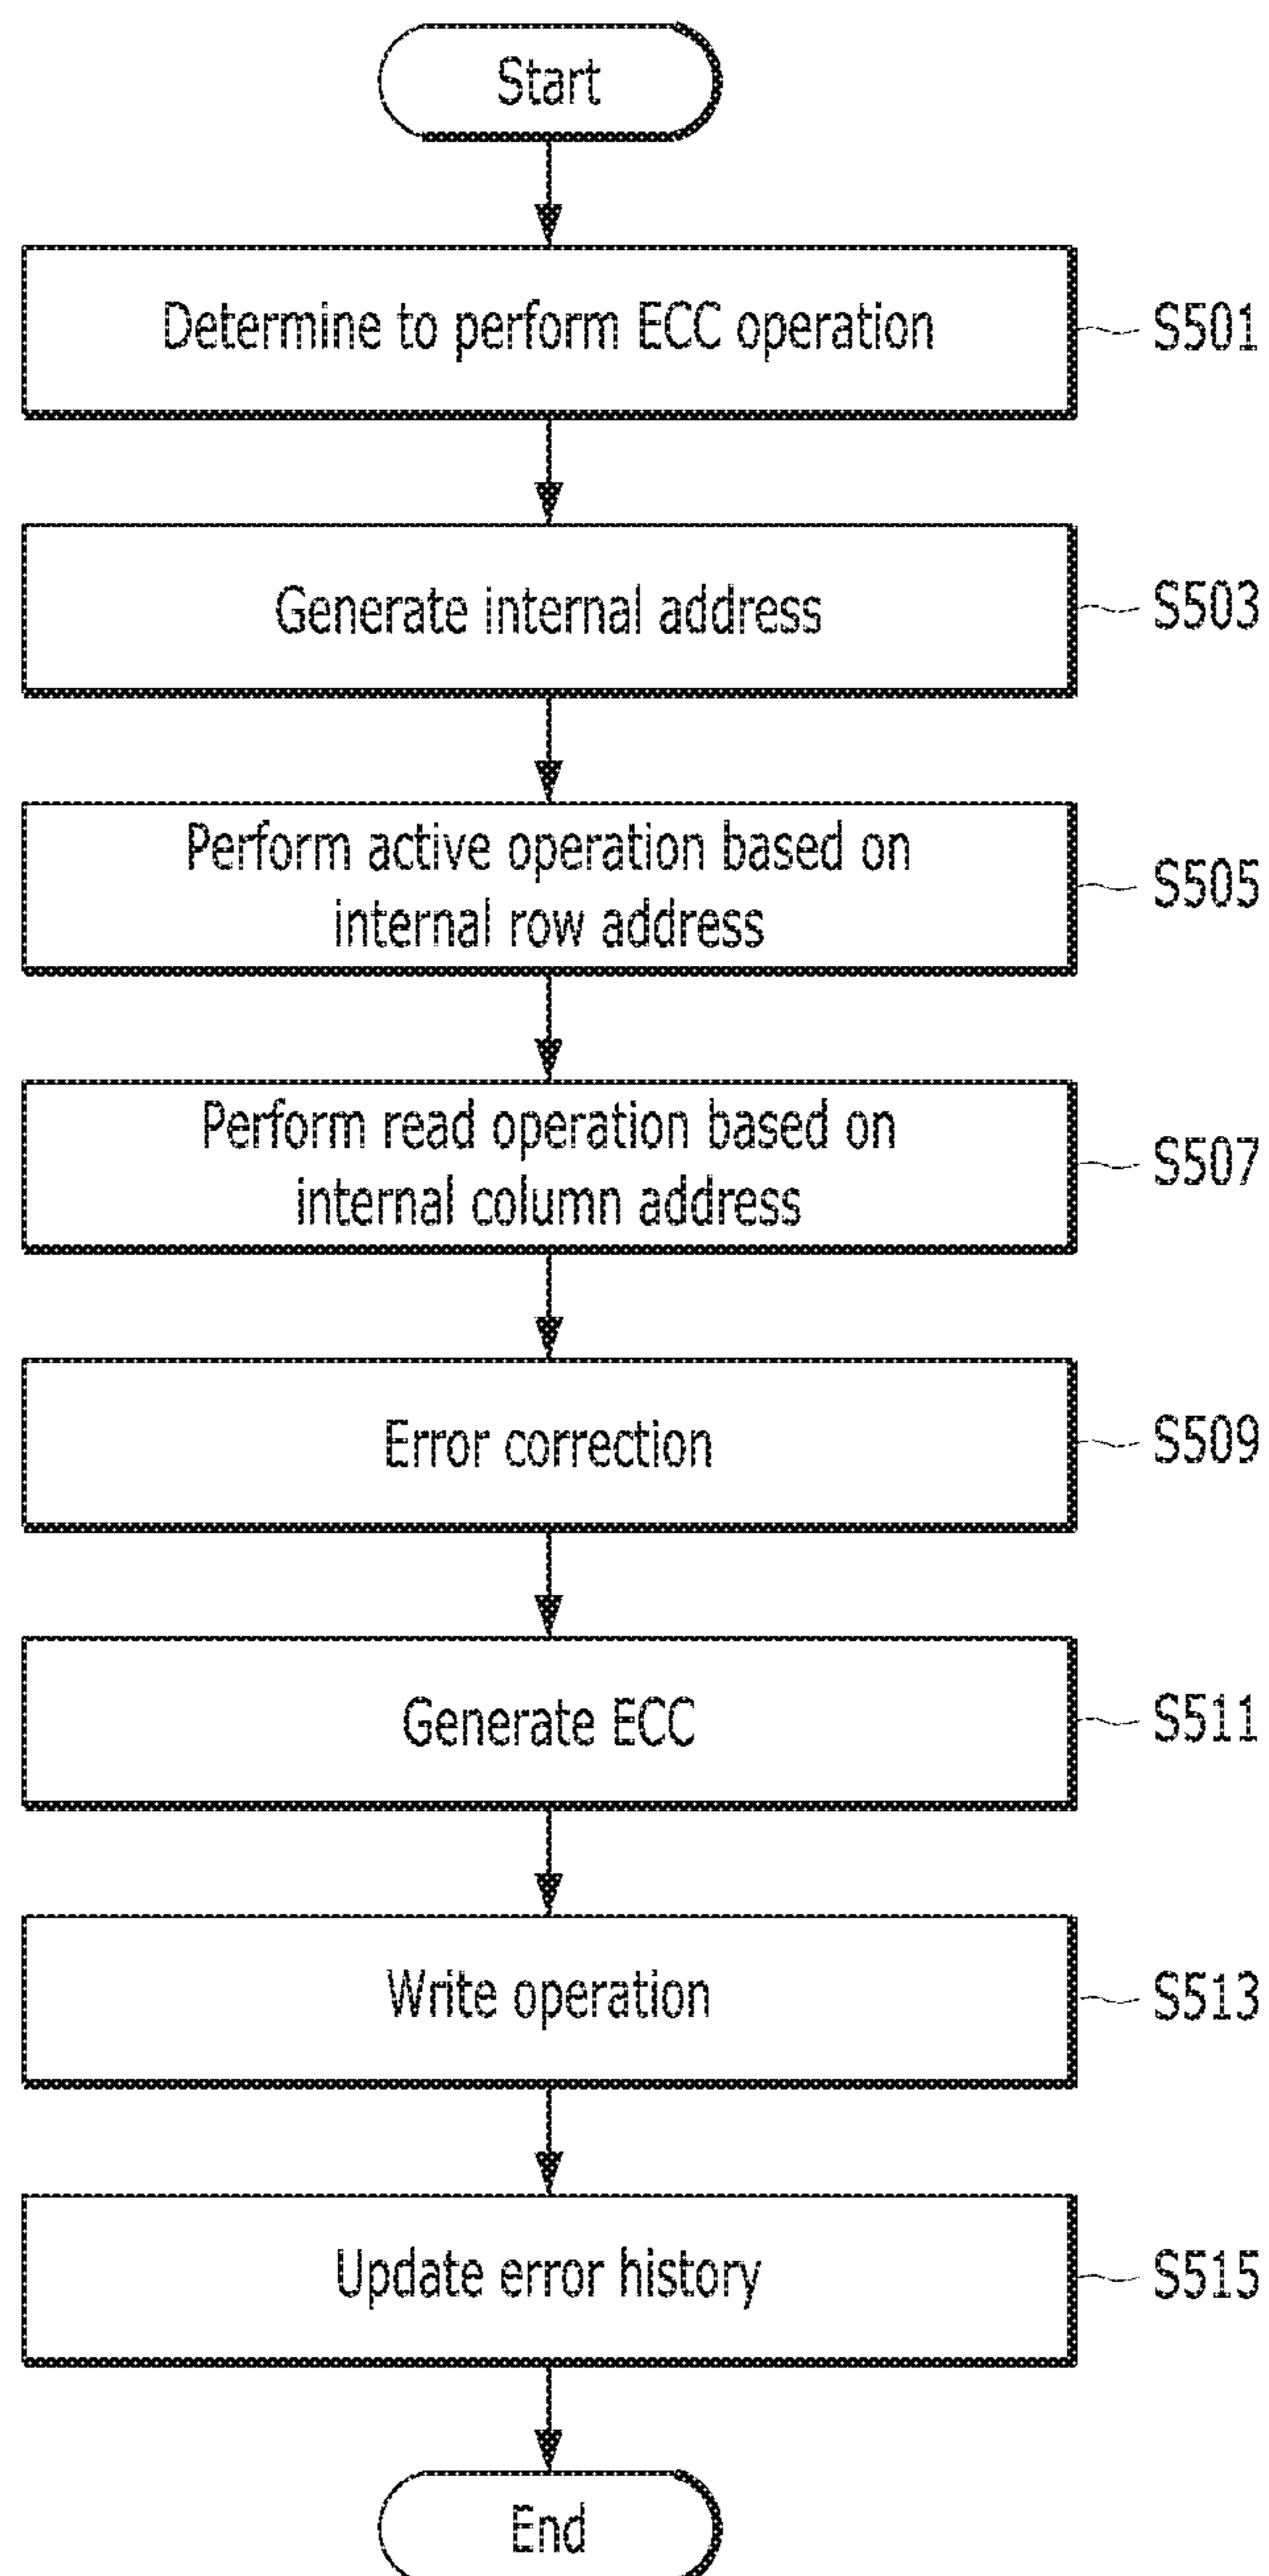 Start
Determine to perform ECC operation
S501
Generate internal address
S503
Perform active operation based on
internal row address
S505
Perform read operation based on
internal column address
S507
Error correction
S509
Generate ECC
S511
Write operation
S513
Update error history
S515
End